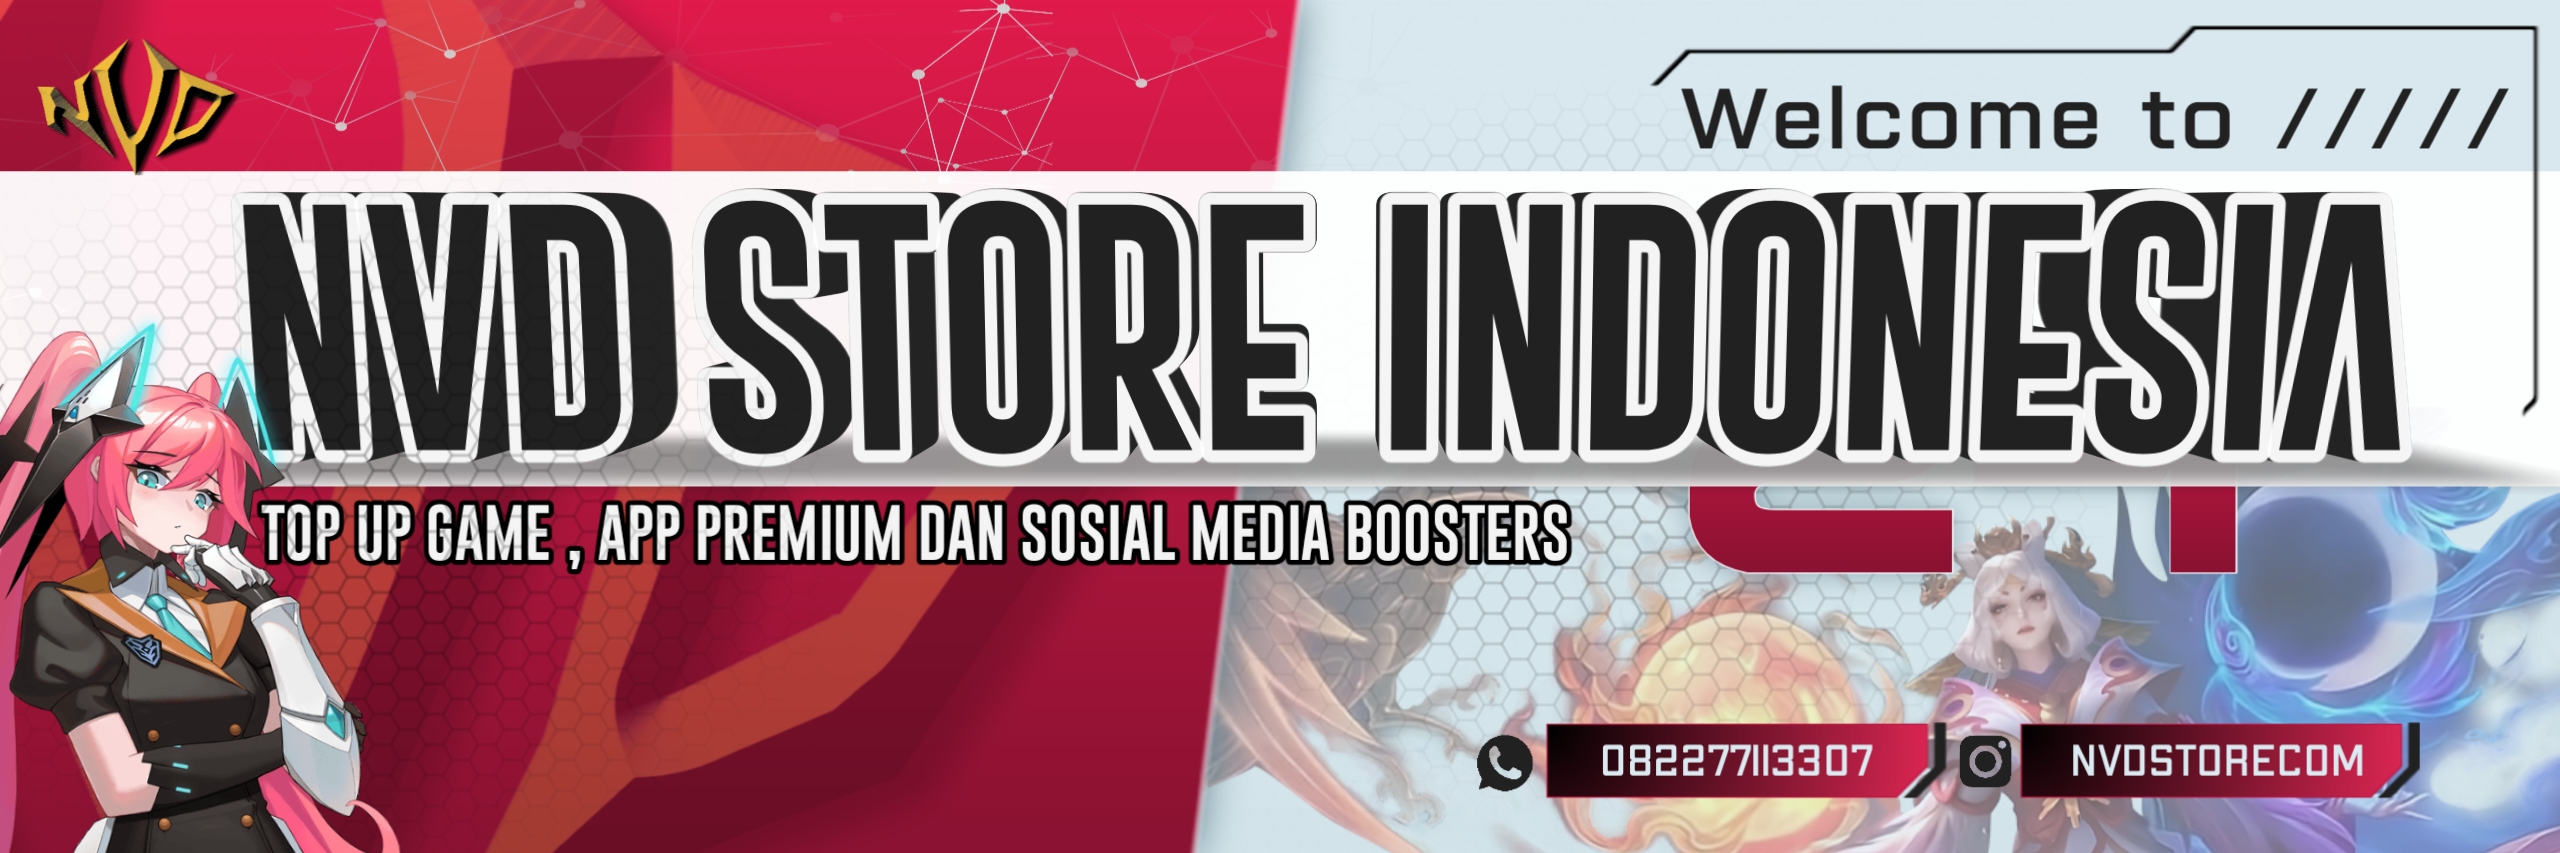 NVD
Welcome to /////
NVD STORE INDONESIA
TOP UP GAME , APP PREMIUM DAN SOSIAL MEDIA BOOSTERS
082277113307
NVDSTORECOM